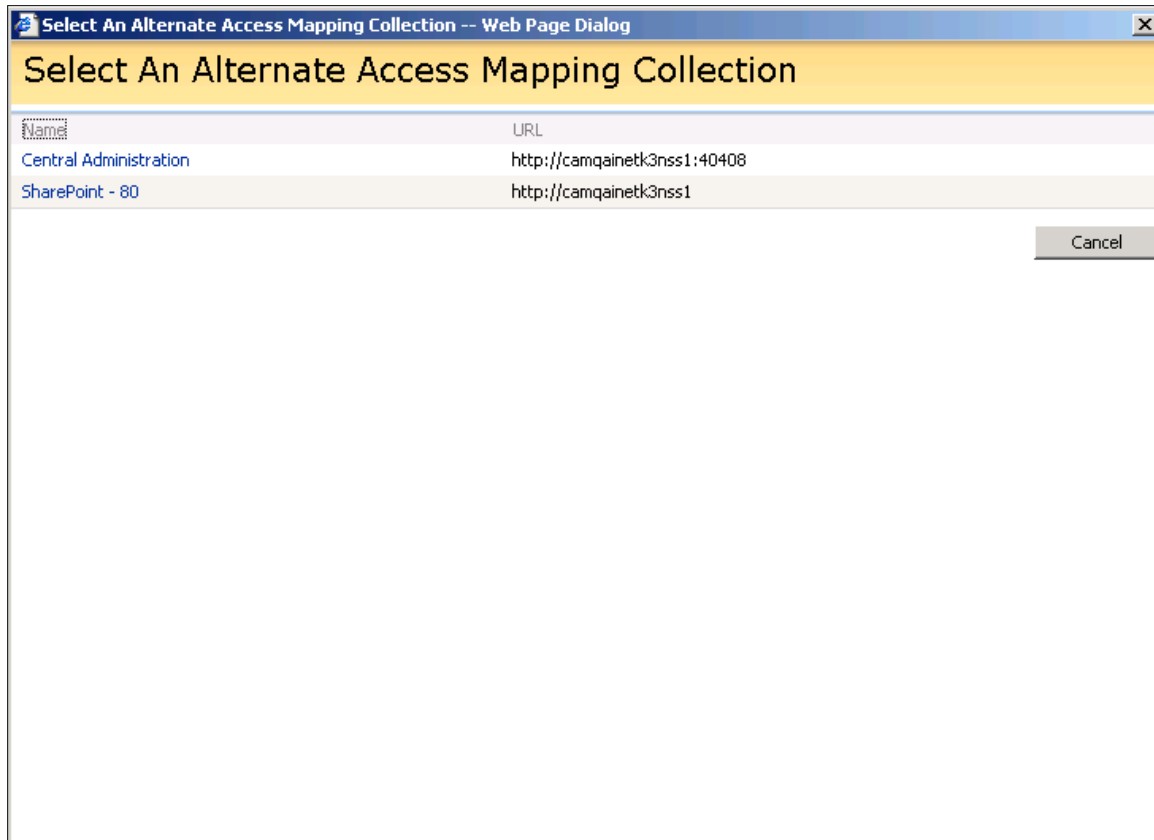 Select An Alternate Access Mapping Collection -- Web Page Dialog
Select An Alternate Access Mapping Collection
Name URL
Central Administration http://camqainetk3nss1:40408
SharePoint - 80 http://camqainetk3nss1
Cancel